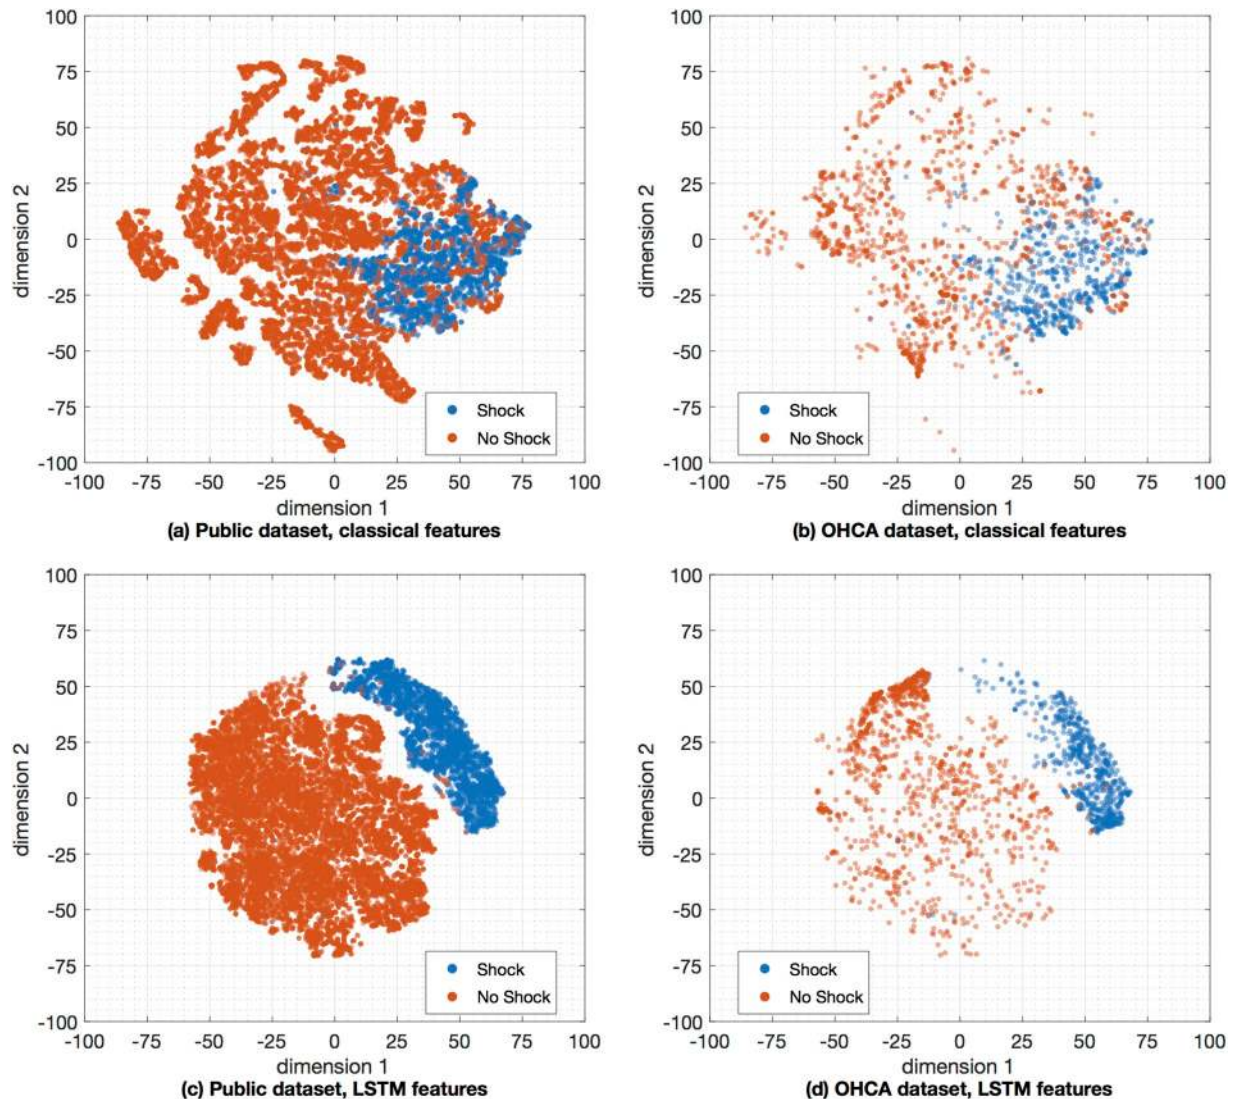 100
75
50
25
0
-25
-50
-75
-100
dimension 2
Shock
No Shock
-100 -75 -50 -25 0 25 50 75 100
dimension 1
(a) Public dataset, classical features
100
75
50
25
0
-25
-50
-75
-100
dimension 2
Shock
No Shock
-100 -75 -50 -25 0 25 50 75 100
dimension 1
(b) OHCA dataset, classical features
100
75
50
25
0
-25
-50
-75
-100
dimension 2
Shock
No Shock
-100 -75 -50 -25 0 25 50 75 100
dimension 1
(c) Public dataset, LSTM features
100
75
50
25
0
-25
-50
-75
-100
dimension 2
Shock
No Shock
-100 -75 -50 -25 0 25 50 75 100
dimension 1
(d) OHCA dataset, LSTM features